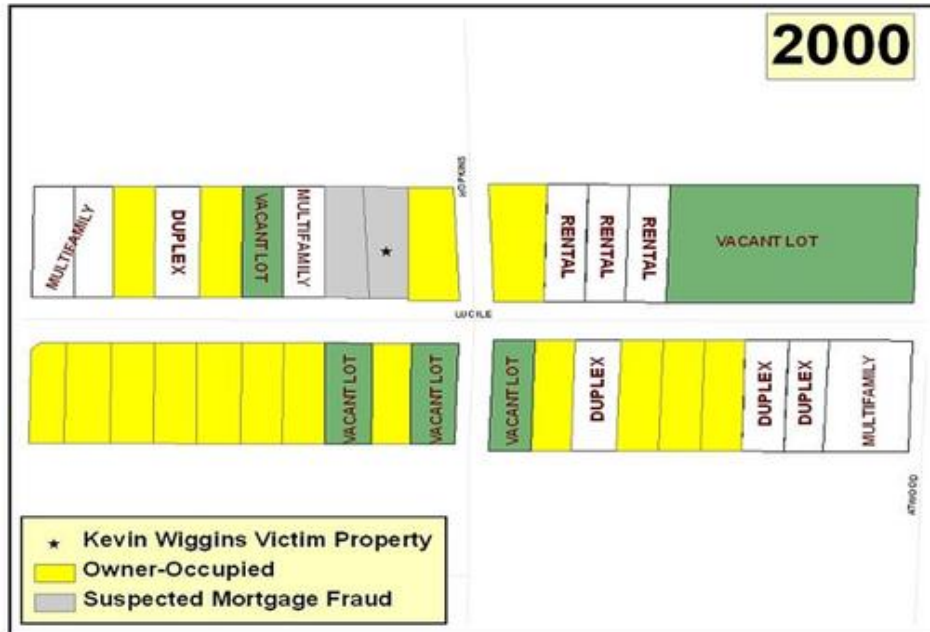 2000
HOPKINS
MULTIFAMILY
DUPLEX
VACANT LOT
MULTIFAMILY
RENTAL
RENTAL
RENTAL
VACANT LOT
LUCILE
VACANT LOT
VACANT LOT
VACANT LOT
DUPLEX
DUPLEX
DUPLEX
MULTIFAMILY
ATWOOD
Kevin Wiggins Victim Property
Owner-Occupied
Suspected Mortgage Fraud